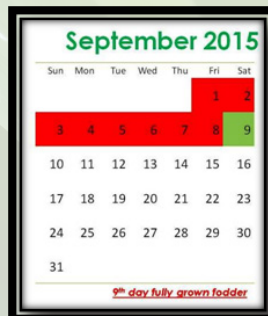 September 2015
Sun Mon Tue Wed Thu Fri Sat
1 2
3 4 5 6 7 8 9
10 11 12 13 14 15 16
17 18 19 20 21 22 23
24 25 26 27 28 29 30
31
9th day fully grown fodder